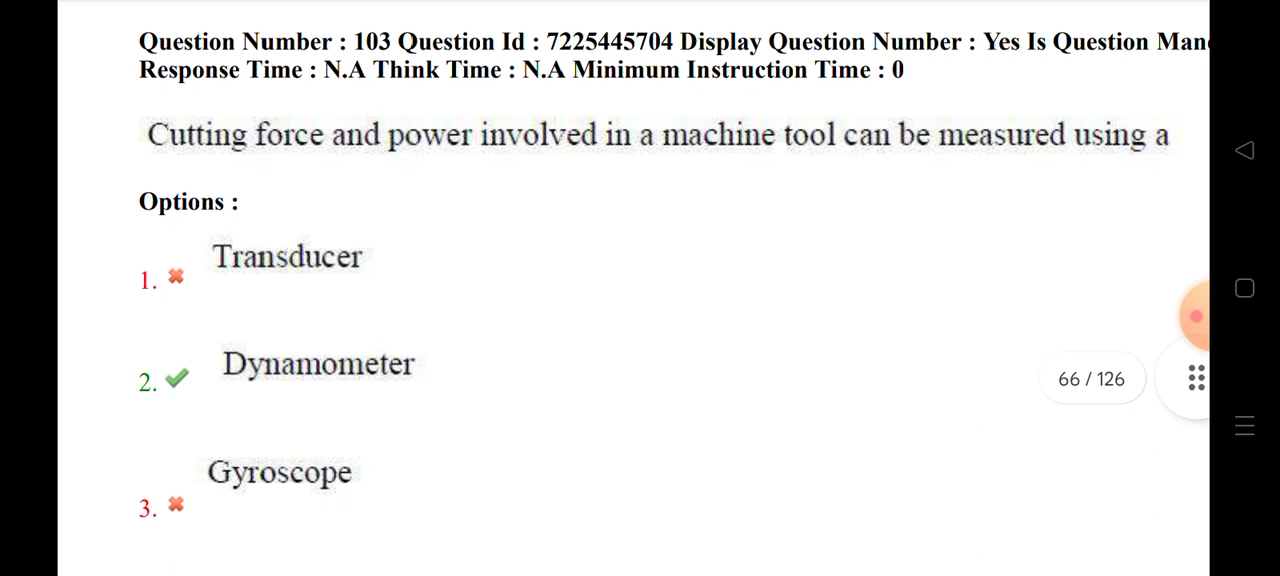 Question Number : 103 Question Id : 7225445704 Display Question Number : Yes Is Question
Response Time : N.A Think Time : N.A Minimum Instruction Time : 0
Cutting force and power involved in a machine tool can be measured using a
Options :
Transducer
1.
Dynamometer
2.
66 / 126
Gyroscope
3.